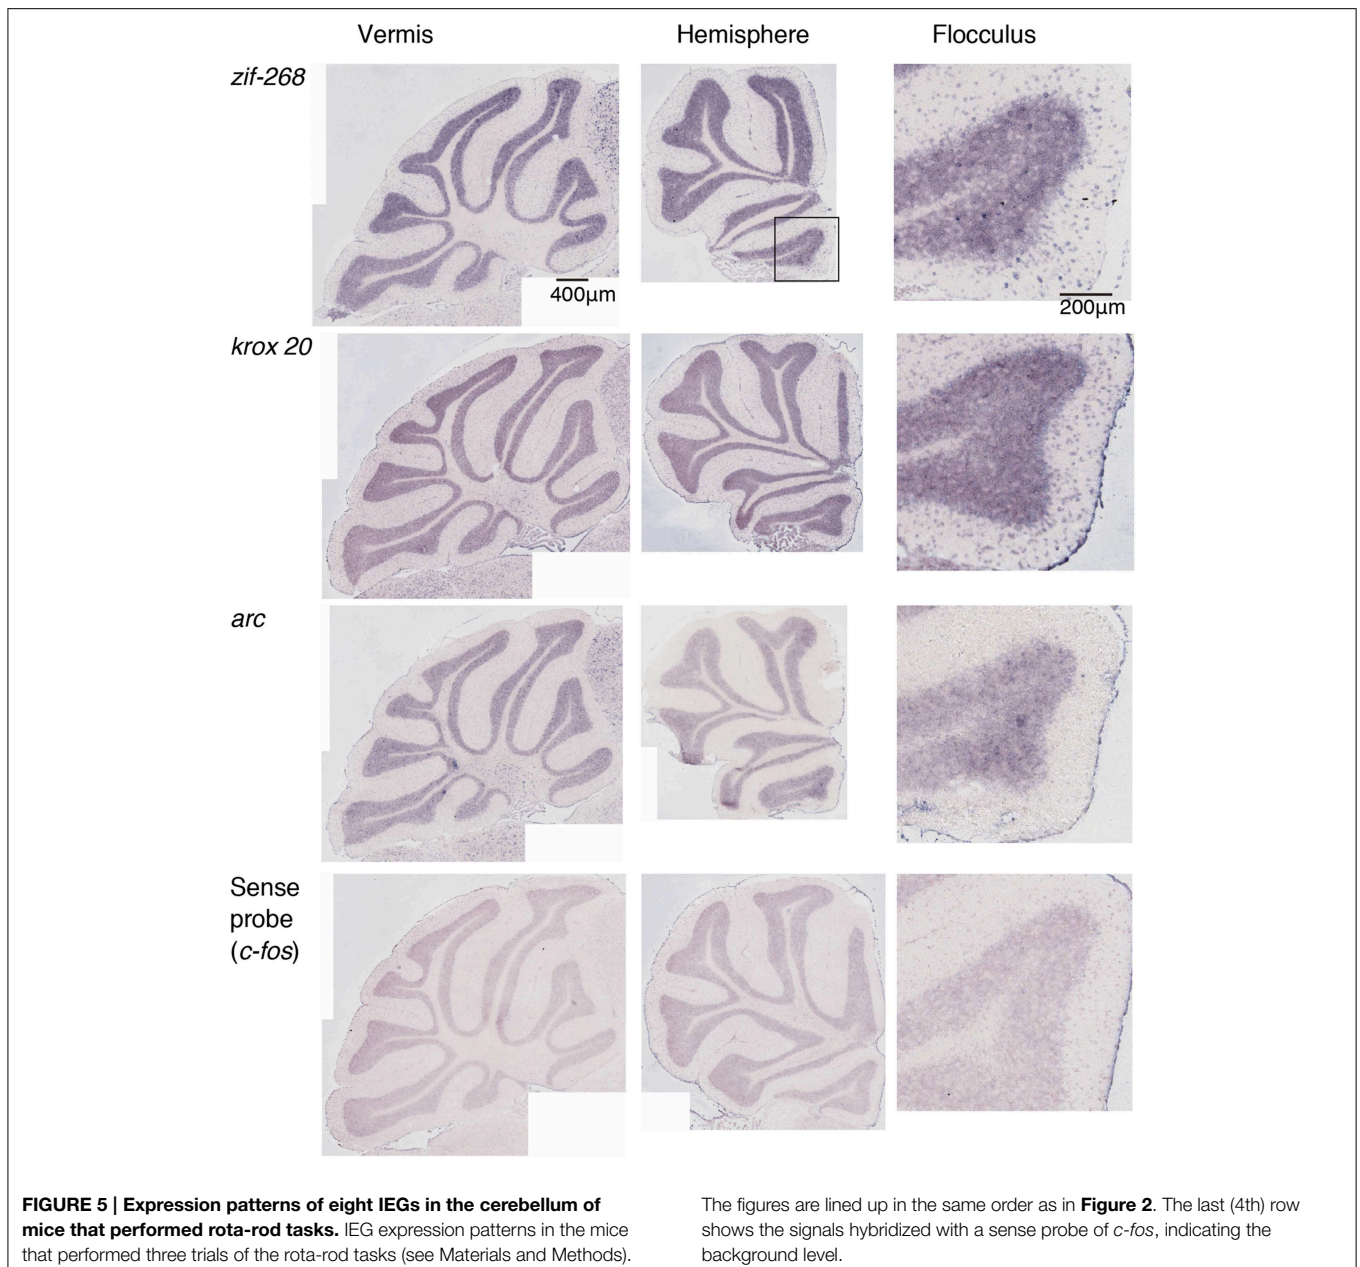 Vermis Hemisphere Flocculus
zif-268
400µm
200µm
krox 20
arc
Sense
probe
(c-fos)
FIGURE 5 | Expression patterns of eight IEGs in the cerebellum of
mice that performed rota-rod tasks. IEG expression patterns in the mice
that performed three trials of the rota-rod tasks (see Materials and Methods).
The figures are lined up in the same order as in Figure 2. The last (4th) row
shows the signals hybridized with a sense probe of c-fos, indicating the
background level.